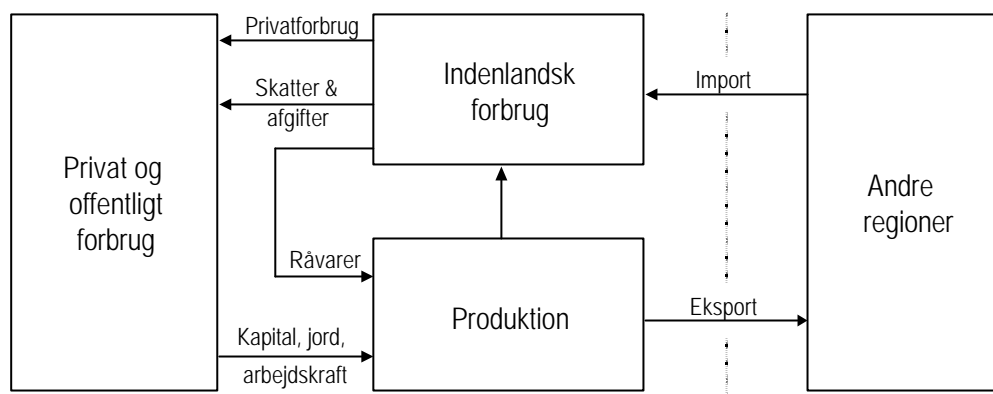 Privatforbrug
Skatter &
afgifter
Indenlandsk
forbrug
Import
Privat og
offentligt
forbrug
Andre
regioner
Råvarer
Produktion
Eksport
Kapital, jord,
arbejdskraft